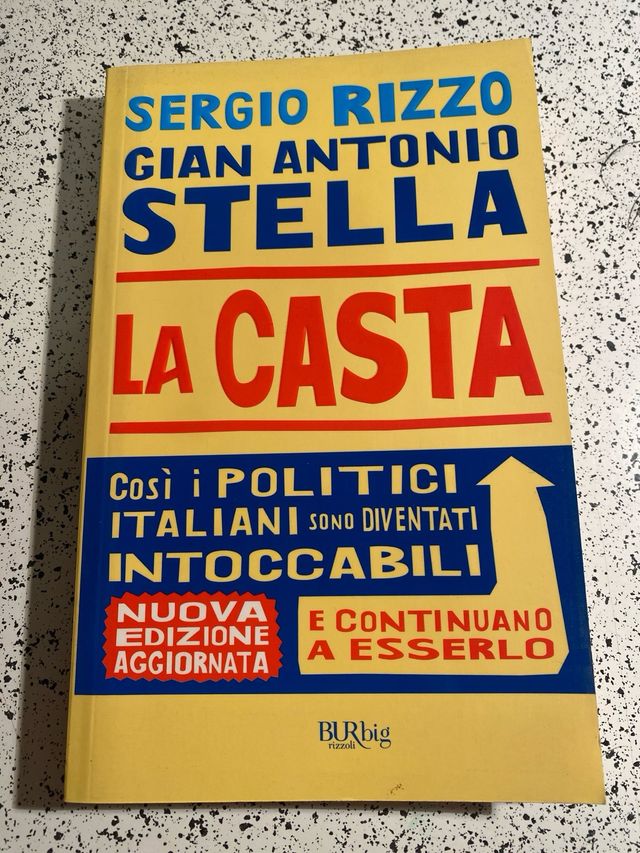 SERGIO RIZZO
GIAN ANTONIO
STELLA
LA CASTA
COSÌ i POLITICI
ITALIANI SONO DIVENTATI
INTOCCABILI
NUOVA
EDIZIONE
AGGIORNATA
E CONTINUANO
A ESSERLO
BURbig
rizzoli